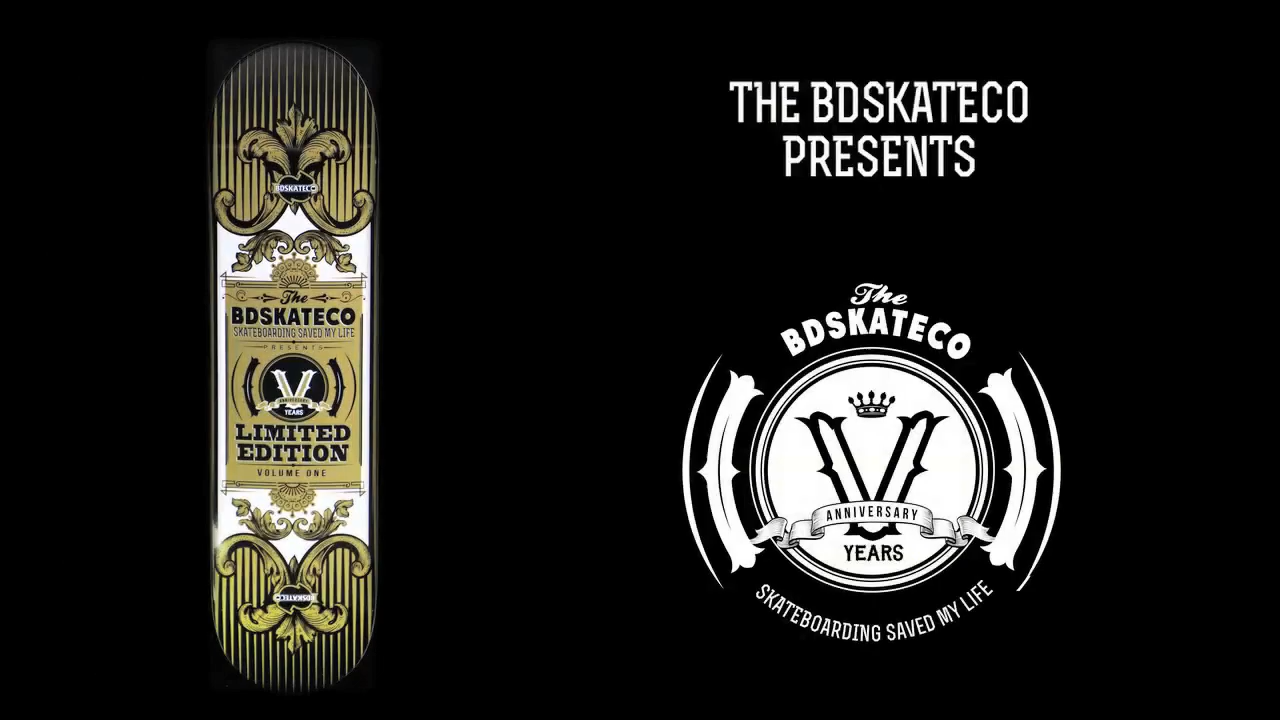 BDSKATECO
The
BDSKATECO
SKATEBOARDING SAVED MY LIFE
PRESENTS
V
ANNIVERSARY
YEARS
LIMITED
EDITION
VOLUME ONE
BDSKATECO
THE BDSKATECO
PRESENTS
The
BDSKATECO
V
ANNIVERSARY
YEARS
SKATEBOARDING SAVED MY LIFE